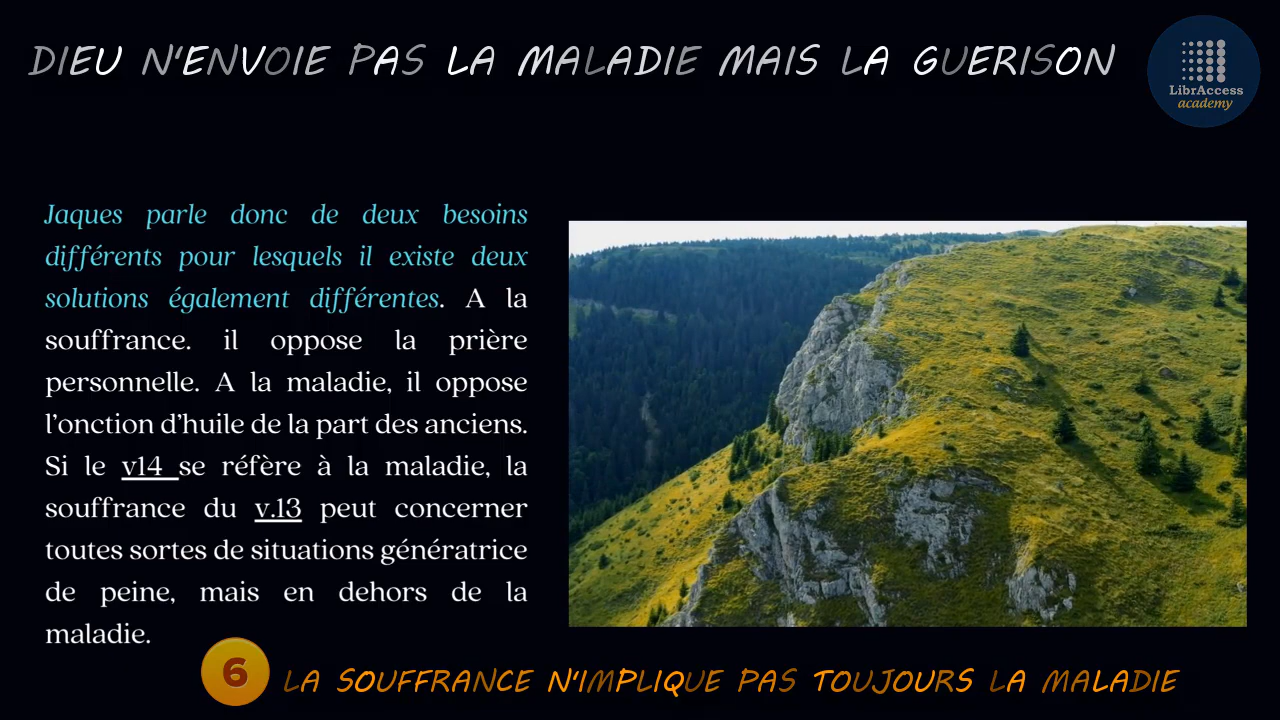 DIEU N'ENVOIE PAS LA MALADIE MAIS LA GUERISON
LibrAccess
academy
Jaques parle donc de deux besoins
différents pour lesquels il existe deux
solutions également différentes. A la
souffrance. il oppose la prière
personnelle. A la maladie, il oppose
l’onction d’huile de la part des anciens.
Si le v14 se réfère à la maladie, la
souffrance du v.13 peut concerner
toutes sortes de situations génératrice
de peine, mais en dehors de la
maladie.
6
LA SOUFFRANCE N'IMPLIQUE PAS TOUJOURS LA MALADIE